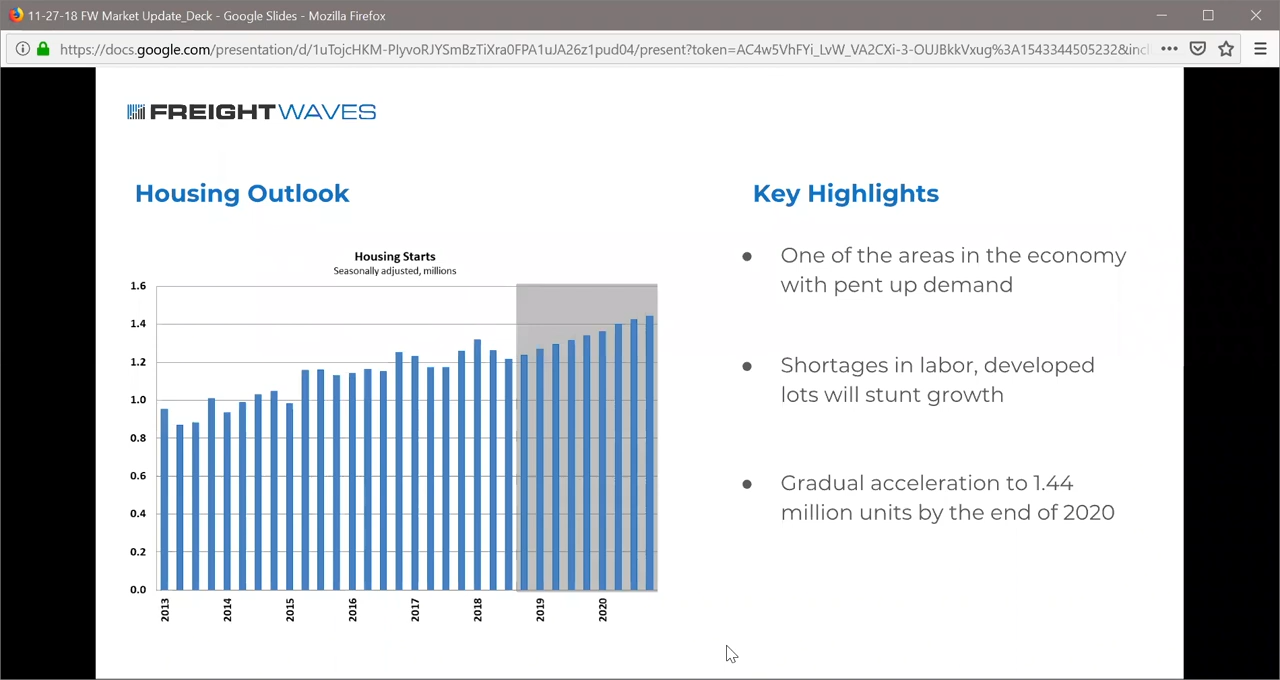 11-27-18 FW Market Update_Deck - Google Slides - Mozilla Firefox
https://docs.google.com/presentation/d/1uTojcHKM-PIyvoRJYSmBzTiXra0FPA1uJA26z1pud04/present?token=AC4w5VhFYi_LvW_VA2CXi-3-OUJBkkVxug%3A1543344505232&incl
FREIGHTWAVES
Housing Outlook
Housing Starts
Seasonally adjusted, millions
1.6
1.4
1.2
1.0
0.8
0.6
0.4
0.2
0.0
2013 2014 2015 2016 2017 2018 2019 2020
Key Highlights
● One of the areas in the economy
with pent up demand
● Shortages in labor, developed
lots will stunt growth
● Gradual acceleration to 1.44
million units by the end of 2020